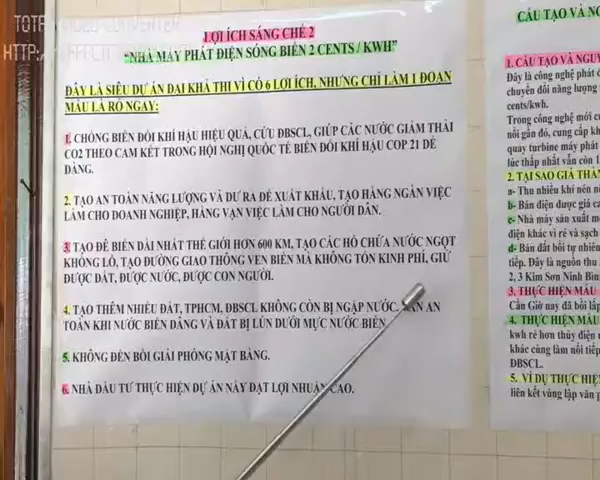 TOTAL VIDEO CONVERTER
LỢI ÍCH SÁNG CHẾ 2
“NHÀ MÁY PHÁT ĐIỆN SÓNG BIỂN 2 CENTS / KWH”
ĐÂY LÀ SIÊU DỰ ÁN ĐẠI KHẢ THI VÌ CÓ 6 LỢI ÍCH, NHƯNG CHỈ LÀM 1 ĐOẠN
MẪU LÀ RÕ NGAY:
1. CHỐNG BIẾN ĐỔI KHÍ HẬU HIỆU QUẢ, CỨU ĐBSCL, GIÚP CÁC NƯỚC GIẢM THẢI
CO2 THEO CAM KẾT TRONG HỘI NGHỊ QUỐC TẾ BIẾN ĐỔI KHÍ HẬU COP 21 DỄ
DÀNG.
2. TẠO AN TOÀN NĂNG LƯỢNG VÀ DƯ RA ĐỂ XUẤT KHẨU, TẠO HÀNG NGÀN VIỆC
LÀM CHO DOANH NGHIỆP, HÀNG VẠN VIỆC LÀM CHO NGƯỜI DÂN.
3. TẠO ĐÊ BIỂN DÀI NHẤT THẾ GIỚI HƠN 600 KM, TẠO CÁC HỒ CHỨA NƯỚC NGỌT
KHỔNG LỒ, TẠO ĐƯỜNG GIAO THÔNG VEN BIỂN MÀ KHÔNG TỐN KINH PHÍ, GIỮ
ĐƯỢC ĐẤT, ĐƯỢC NƯỚC, ĐƯỢC CON NGƯỜI.
4. TẠO THÊM NHIỀU ĐẤT, TPHCM, ĐBSCL KHÔNG CÒN BỊ NGẬP NƯỚC. AN
TOÀN KHI NƯỚC BIỂN DÂNG VÀ ĐẤT BỊ LÚN DƯỚI MỰC NƯỚC BIỂN
5. KHÔNG ĐỀN BỒI GIẢI PHÓNG MẶT BẰNG.
6. NHÀ ĐẦU TƯ THỰC HIỆN DỰ ÁN NÀY ĐẠT LỢI NHUẬN CAO.
CẤU TẠO VÀ
1. CẤU TẠO VÀ
Đây là công nghệ phát
chuyển đổi năng lượng
cents/kwh.
Trong công nghệ mới
nối gần đó, cung cấp
quay turbine máy phát
lúc thấp nhất vẫn còn
2. TẠI SAO GIÁ
a- Thu nhiều khí nén
b- Bán điện được giá
c- Nhà máy sản xuất
điện khác vì rẻ và sạch
d- Bán đất bồi tự nhiên
tiếp. Đây là nguồn thu
2, 3 Kim Sơn Ninh
3. THỰC HIỆN MẪU
Cần Giờ nay đã bồi
4. THỰC HIỆN MẪU
kwh rẻ hơn thủy điện
khác cùng làm nối tiếp
ĐBSCL.
5. VÍ DỤ THỰC
liên kết vùng lập văn